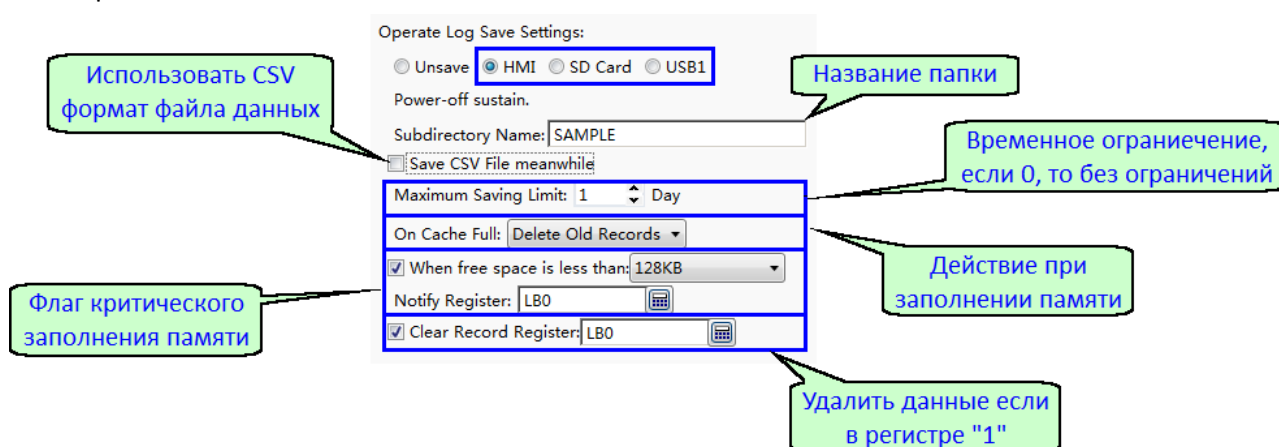 Operate Log Save Settings:
Unsave HMI SD Card USB1
Power-off sustain.
Subdirectory Name: SAMPLE
Save CSV File meanwhile
Maximum Saving Limit: 1 Day
On Cache Full: Delete Old Records
When free space is less than: 128KB
Notify Register: LB0
Clear Record Register: LB0
Использовать CSV
формат файла данных
Название папки
Временное ограниечение,
если 0, то без ограничений
Действие при
заполнении памяти
Флаг критического
заполнения памяти
Удалить данные если
в регистре "1"